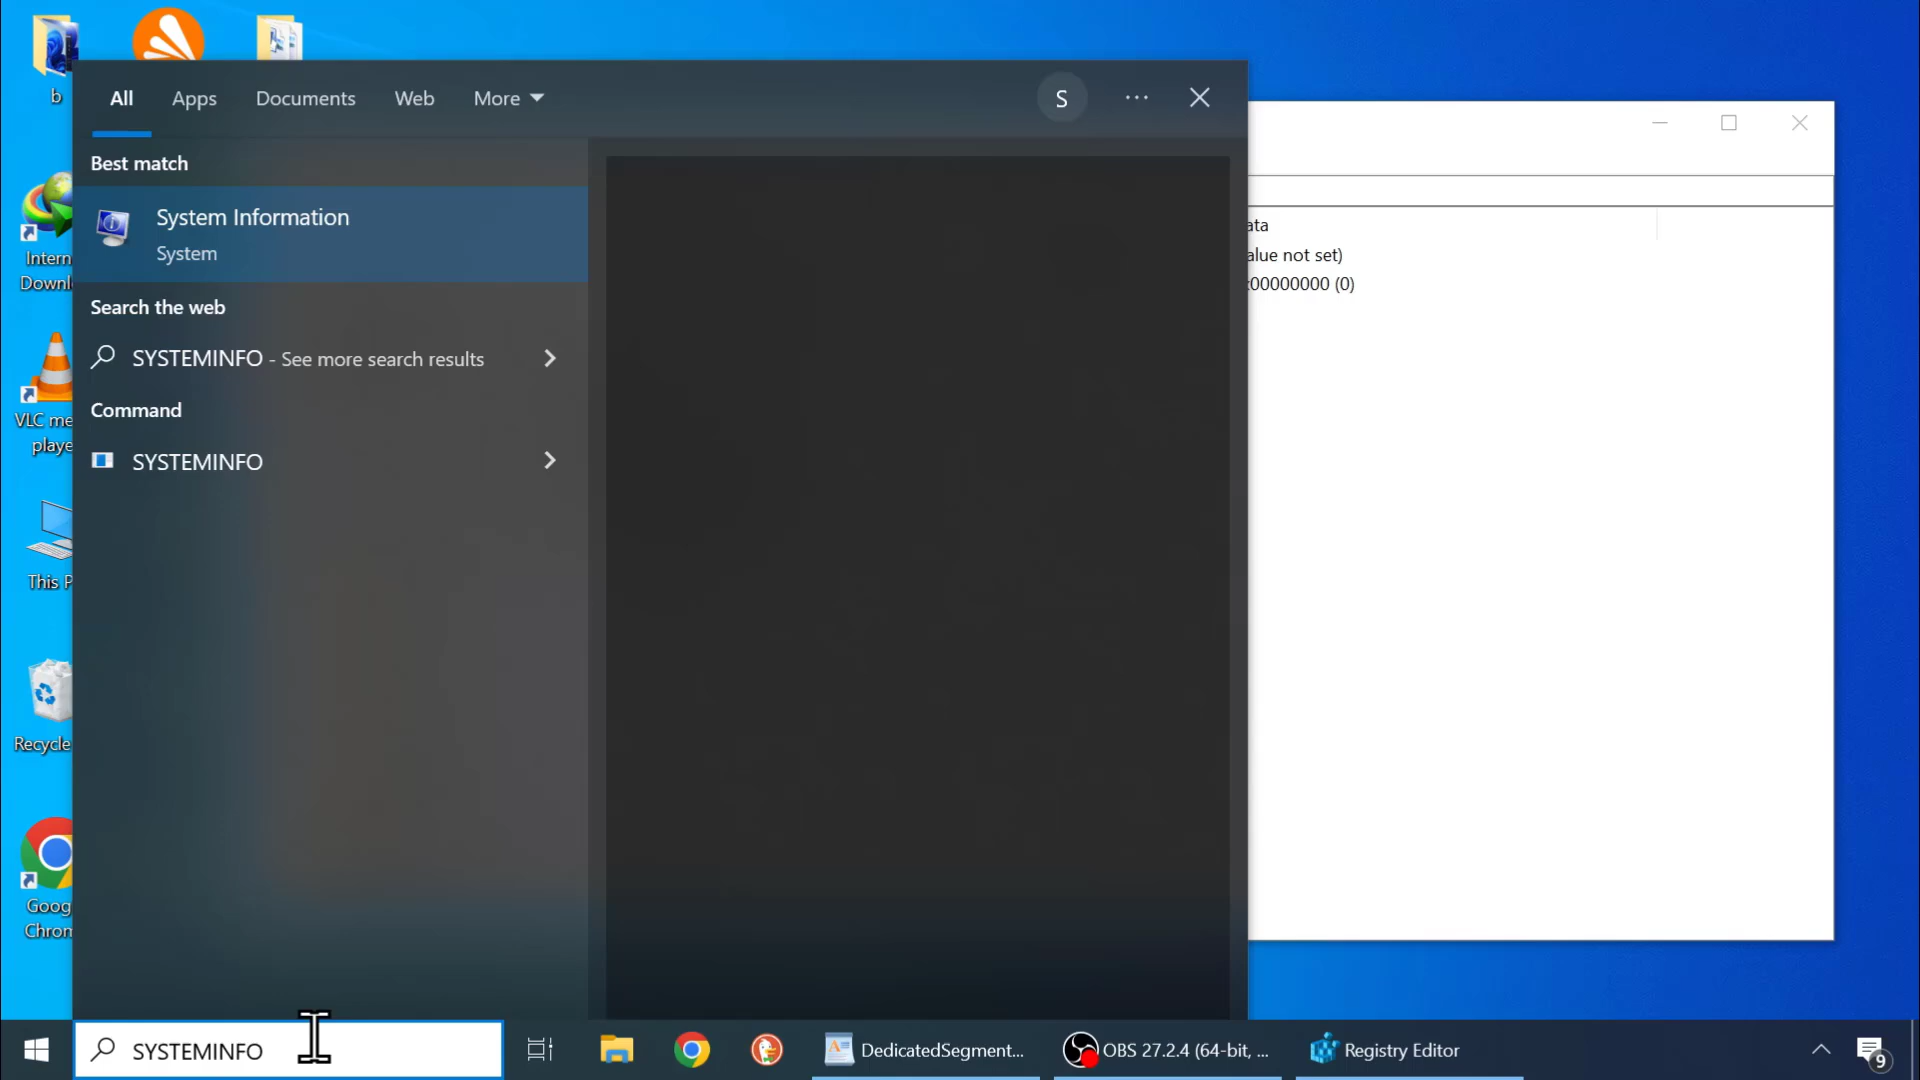 b
All Apps Documents Web More
S
Best match
System Information
System
Search the web
SYSTEMINFO - See more search results
Command
SYSTEMINFO
ata
alue not set)
00000000 (0)
Intern
Downl
VLC me
playe
This P
Recycle
Goog
Chrom
SYSTEMINFO
DedicatedSegment...
OBS 27.2.4 (64-bit, ...
Registry Editor
9